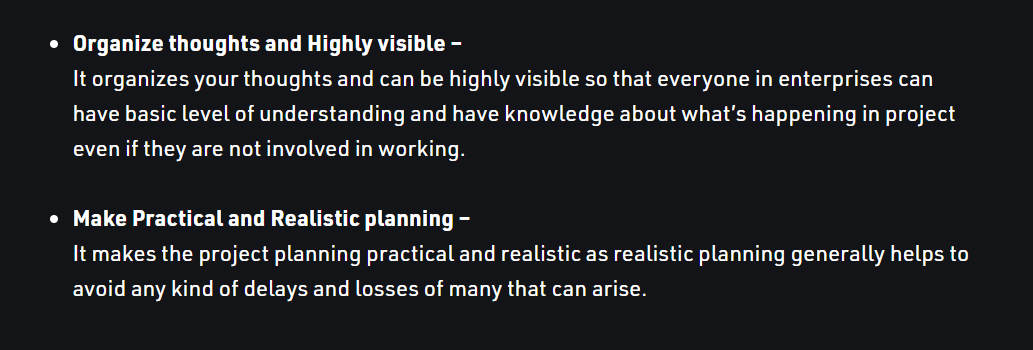 • Organize thoughts and Highly visible –
It organizes your thoughts and can be highly visible so that everyone in enterprises can
have basic level of understanding and have knowledge about what’s happening in project
even if they are not involved in working.
• Make Practical and Realistic planning –
It makes the project planning practical and realistic as realistic planning generally helps to
avoid any kind of delays and losses of many that can arise.